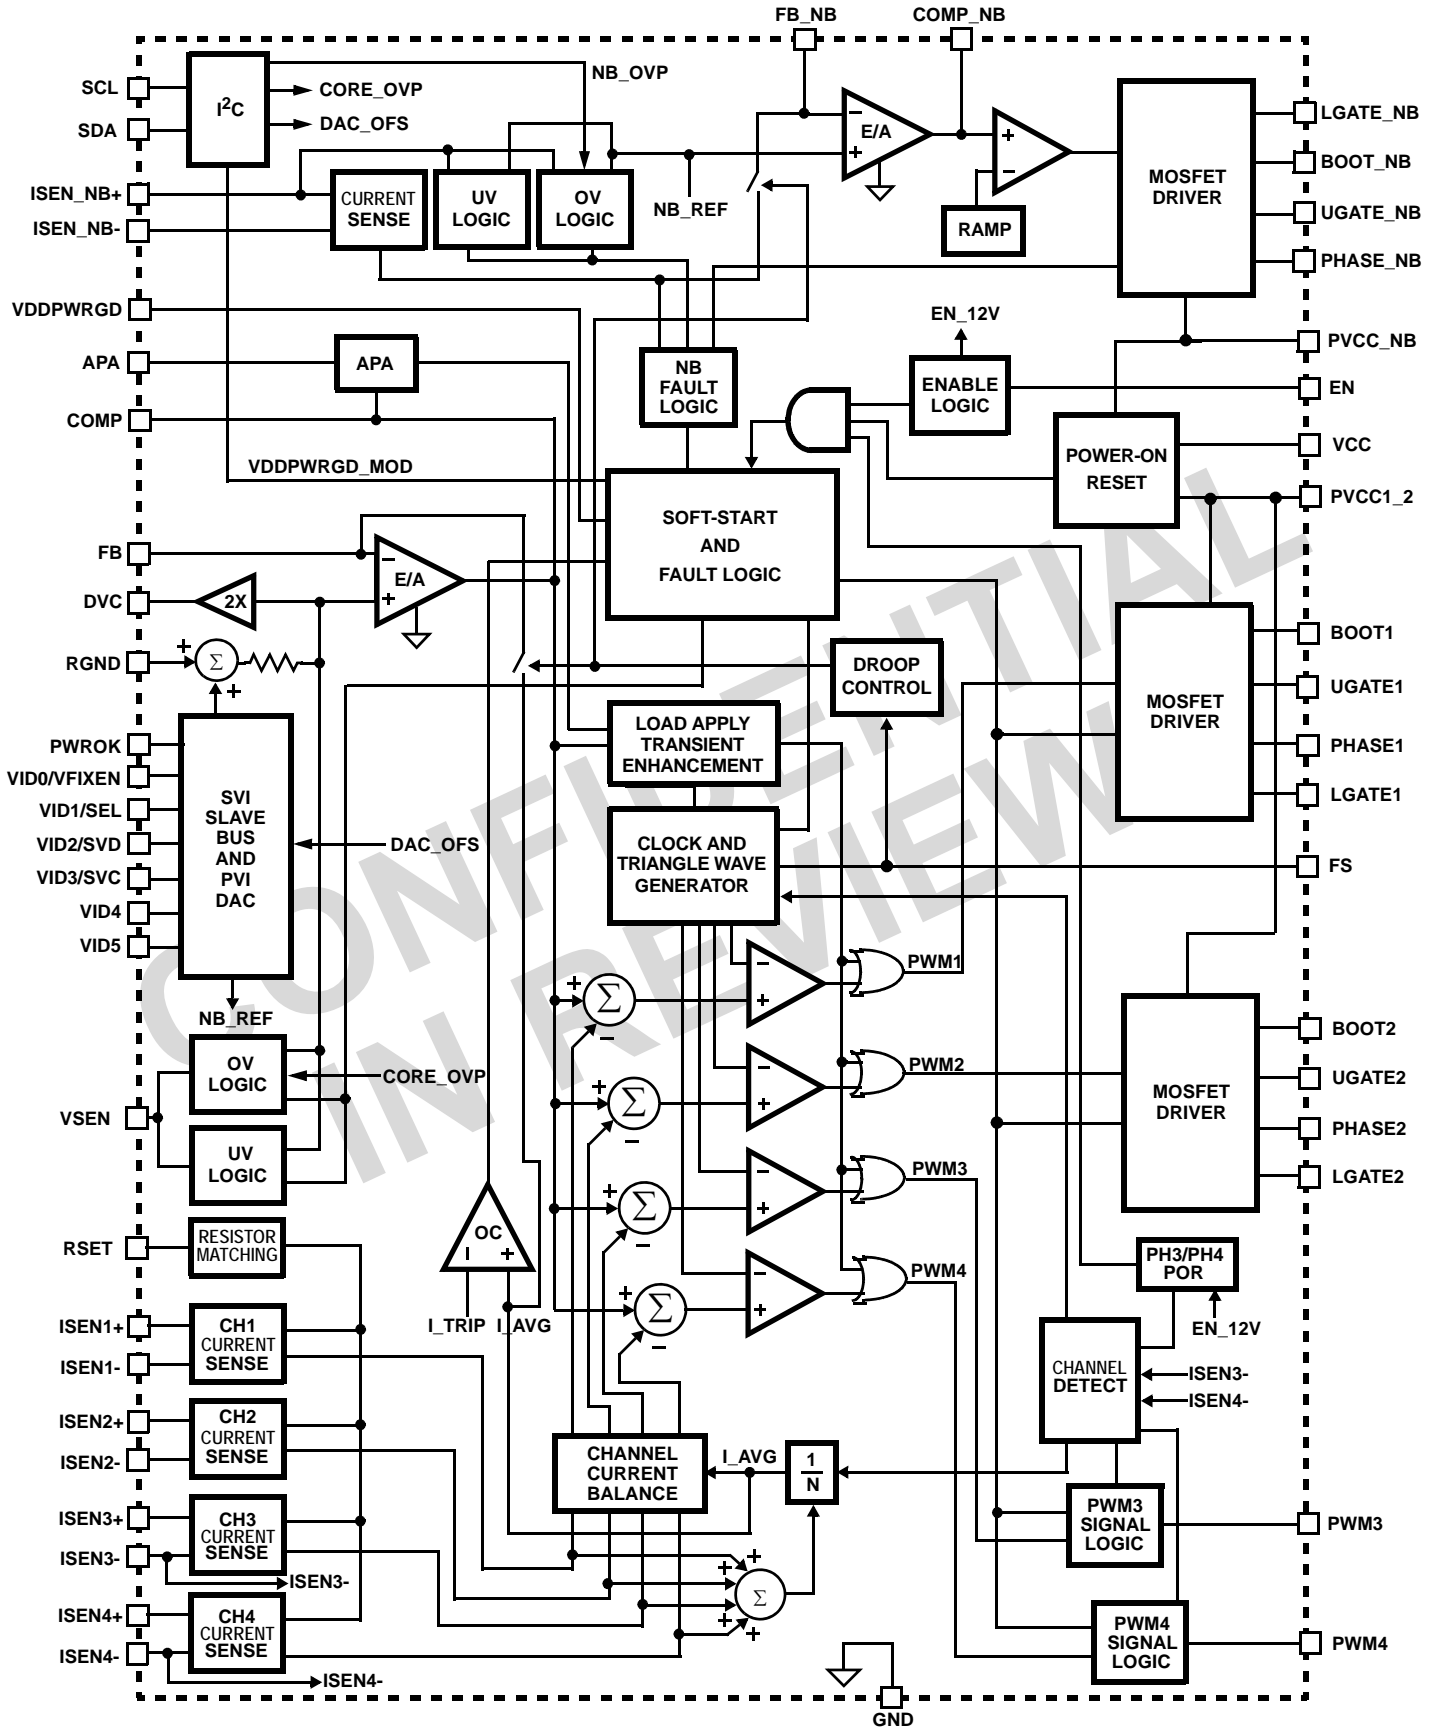 FB_NB
COMP_NB
SCL
SDA
I2C
CORE_OVP
DAC_OFS
NB_OVP
ISEN_NB+
ISEN_NB-
CURRENT
SENSE
UV
LOGIC
OV
LOGIC
NB_REF
E/A
RAMP
MOSFET
DRIVER
LGATE_NB
BOOT_NB
UGATE_NB
PHASE_NB
PVCC_NB
VDDPWRGD
APA
APA
COMP
NB
FAULT
LOGIC
EN_12V
ENABLE
LOGIC
EN
POWER-ON
RESET
VCC
PVCC1_2
VDDPWRGD_MOD
SOFT-START
AND
FAULT LOGIC
FB
E/A
DVC
2X
RGND
Σ
DROOP
CONTROL
LOAD APPLY
TRANSIENT
ENHANCEMENT
MOSFET
DRIVER
BOOT1
UGATE1
PHASE1
LGATE1
PWROK
VID0/VFIXEN
VID1/SEL
VID2/SVD
VID3/SVC
VID4
VID5
SVI
SLAVE
BUS
AND
PVI
DAC
DAC_OFS
NB_REF
CLOCK AND
TRIANGLE WAVE
GENERATOR
FS
Σ
PWM1
Σ
PWM2
Σ
PWM3
Σ
PWM4
MOSFET
DRIVER
BOOT2
UGATE2
PHASE2
LGATE2
OV
LOGIC
CORE_OVP
VSEN
UV
LOGIC
RSET
RESISTOR
MATCHING
OC
I_TRIP
I_AVG
PH3/PH4
POR
EN_12V
CHANNEL
DETECT
ISEN3-
ISEN4-
ISEN1+
ISEN1-
CH1
CURRENT
SENSE
ISEN2+
ISEN2-
CH2
CURRENT
SENSE
ISEN3+
ISEN3-
CH3
CURRENT
SENSE
ISEN3-
ISEN4+
ISEN4-
CH4
CURRENT
SENSE
ISEN4-
CHANNEL
CURRENT
BALANCE
I_AVG
1
N
Σ
PWM3
SIGNAL
LOGIC
PWM3
PWM4
SIGNAL
LOGIC
PWM4
GND
CONFIDENTIAL
IN REVIEW